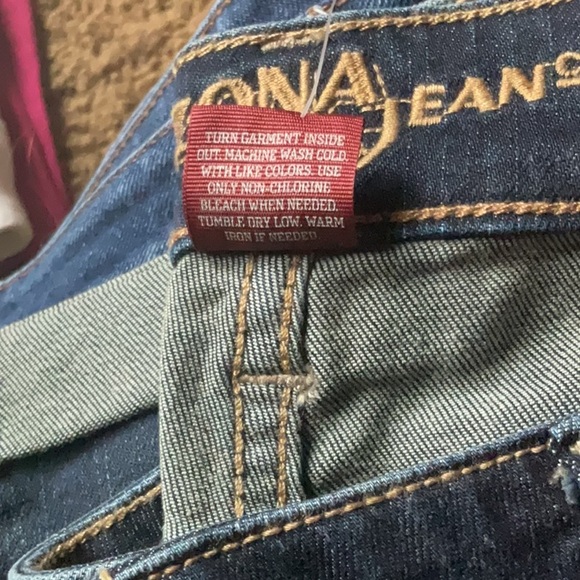 ONA JEANS
TURN GARMENT INSIDE
OUT. MACHINE WASH COLD.
WITH LIKE COLORS. USE
ONLY NON-CHLORINE
BLEACH WHEN NEEDED.
TUMBLE DRY LOW. WARM
IRON IF NEEDED.